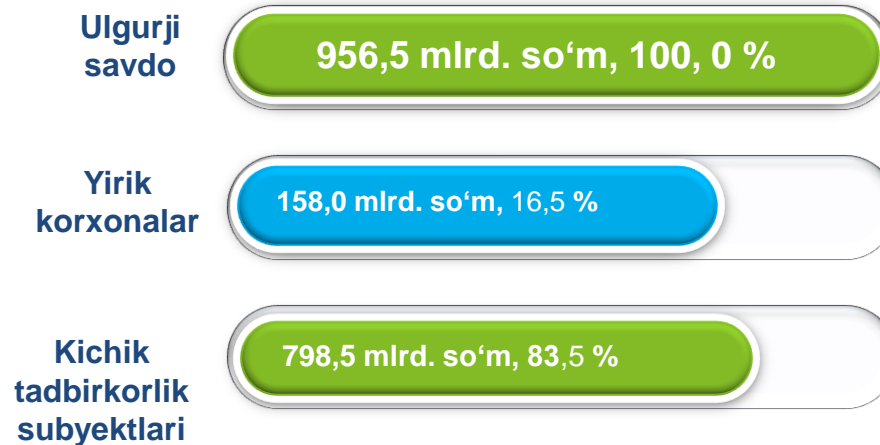 Ulgurji
savdo
956,5 mlrd. so‘m, 100, 0 %
Yirik
korxonalar
158,0 mlrd. so‘m, 16,5 %
Kichik
tadbirkorlik
subyektlari
798,5 mlrd. so‘m, 83,5 %